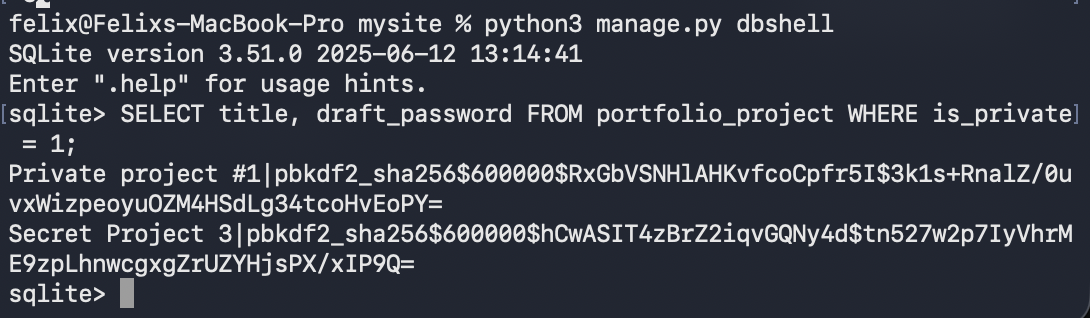 felix@Felixs-MacBook-Pro mysite % python3 manage.py dbshell
SQLite version 3.51.0 2025-06-12 13:14:41
Enter ".help" for usage hints.
[sqlite> SELECT title, draft_password FROM portfolio_project WHERE is_private]
 = 1;
Private project #1|pbkdf2_sha256$600000$RxGbVSNHlAHKvfcoCpfr5I$3k1s+RnalZ/0u
vxWizpeoyuOZM4HSdLg34tcoHvEoPY=
Secret Project 3|pbkdf2_sha256$600000$hCwASIT4zBrZ2iqvGQNy4d$tn527w2p7IyVhrM
E9zpLhnwcgxgZrUZYHjsPX/xIP9Q=
sqlite>